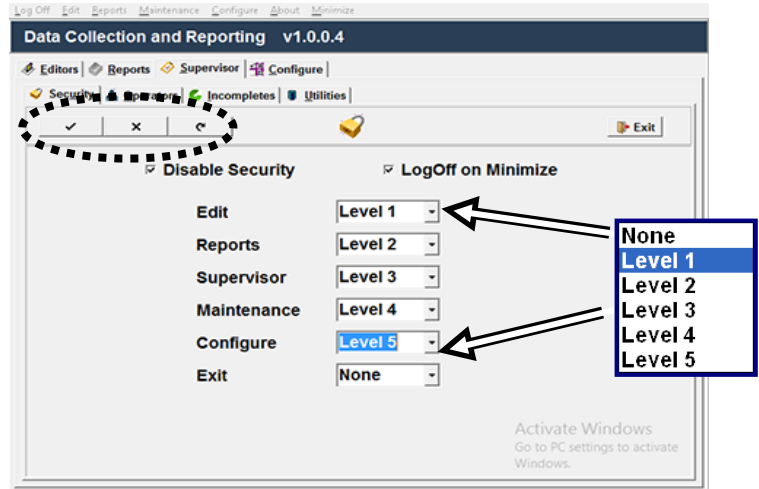 Log Off Edit Reports Maintenance Configure About Minimize
Data Collection and Reporting v1.0.0.4
Editors Reports Supervisor Configure
Security Operators Incompletes Utilities
Exit
Disable Security LogOff on Minimize
Edit Level 1
Reports Level 2
Supervisor Level 3
Maintenance Level 4
Configure Level 5
Exit None
None
Level 1
Level 2
Level 3
Level 4
Level 5
Activate Windows
Go to PC settings to activate
Windows.